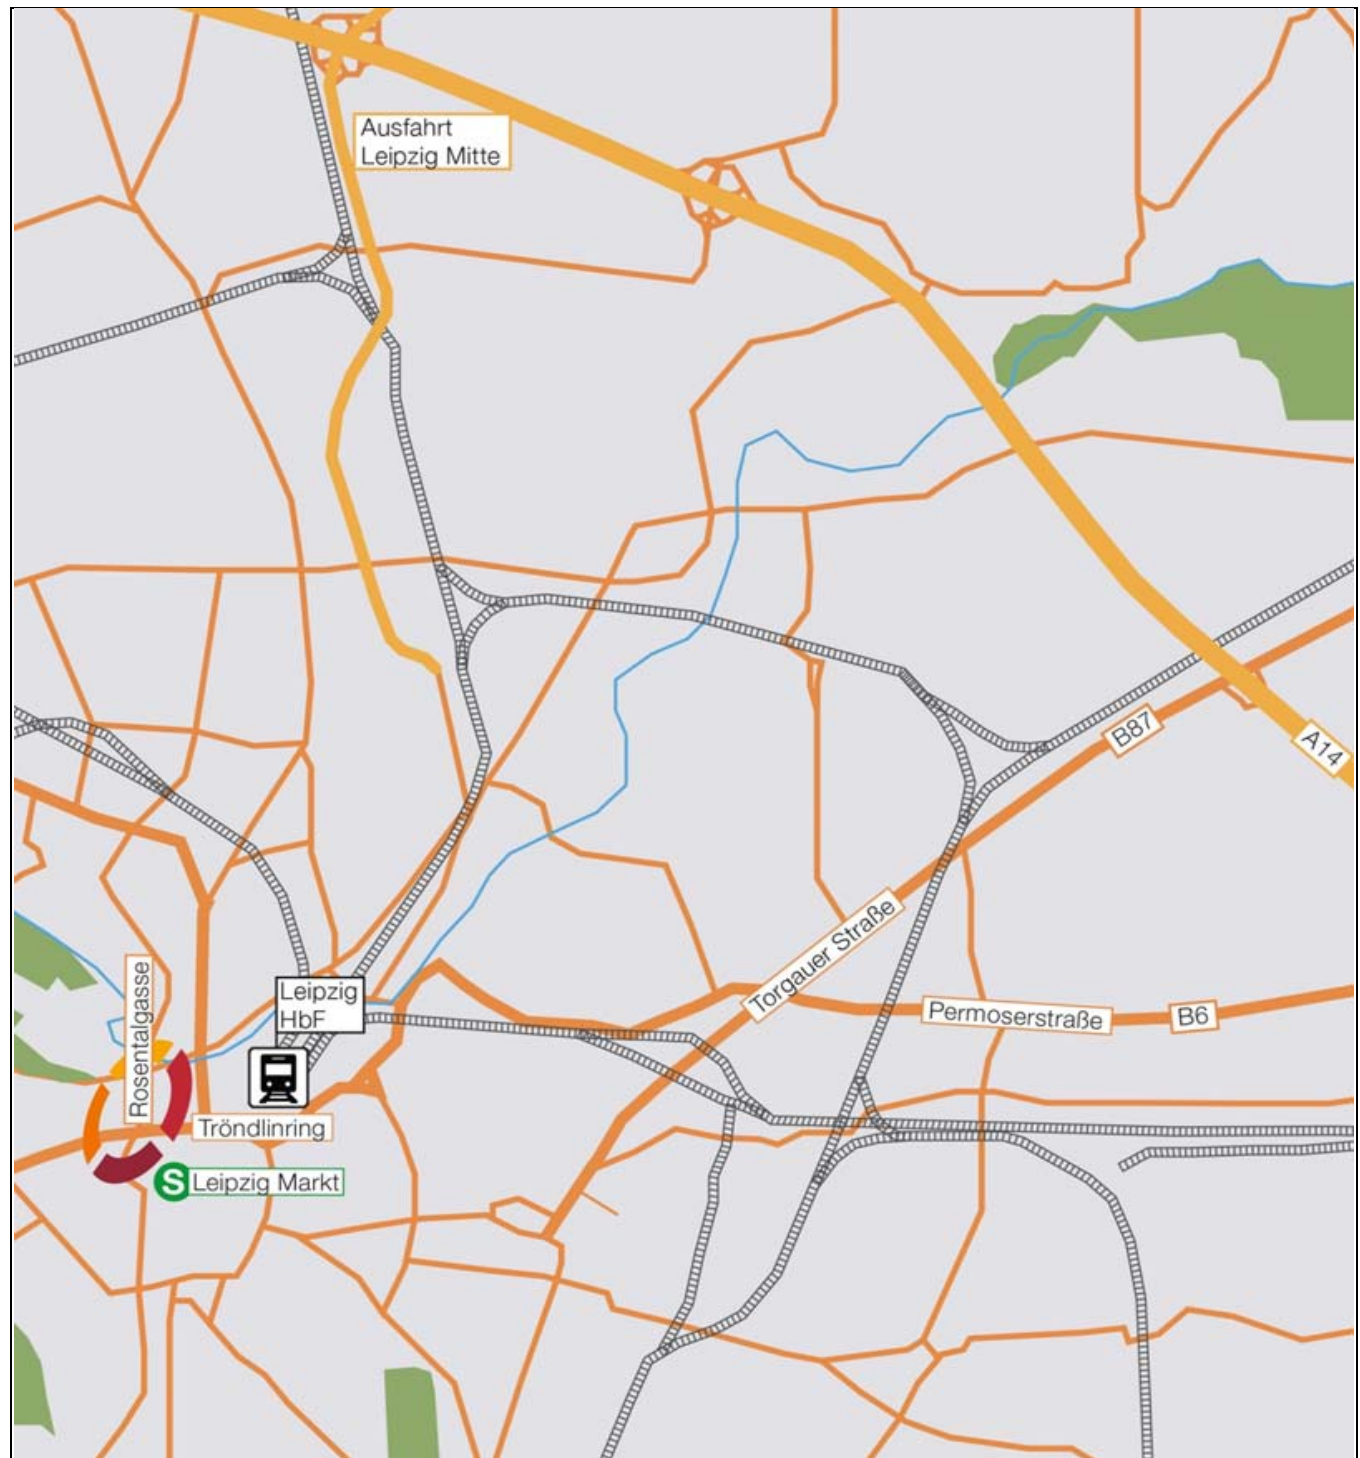 Ausfahrt
Leipzig Mitte
B87
A14
Torgauer Straße
Rosentalgasse
Leipzig
HbF
Permoserstraße
B6
Tröndlinring
S Leipzig Markt